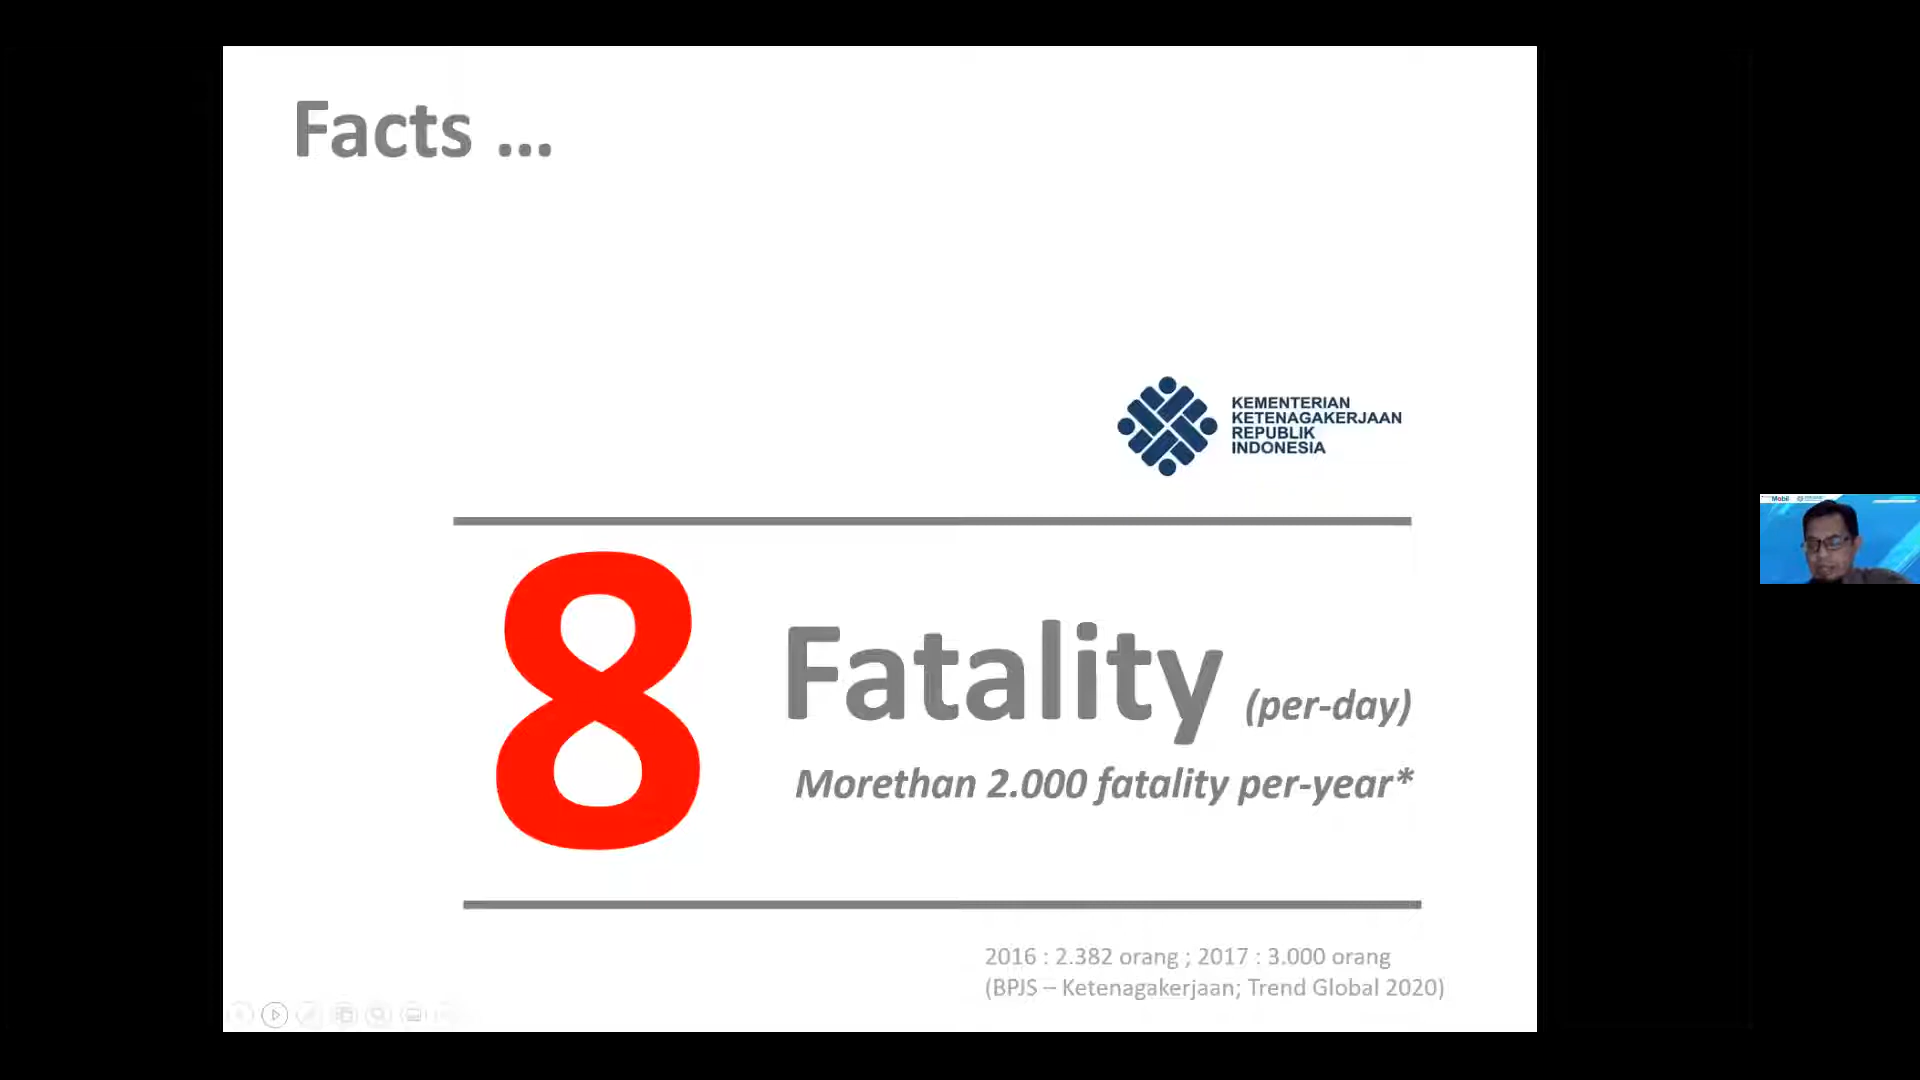 Facts ...
KEMENTERIAN
KETENAGAKERJAAN
REPUBLIK
INDONESIA
8 Fatality (per-day)
Morethan 2.000 fatality per-year*
2016 : 2.382 orang ; 2017 : 3.000 orang
(BPJS – Ketenagakerjaan; Trend Global 2020)
Mobil